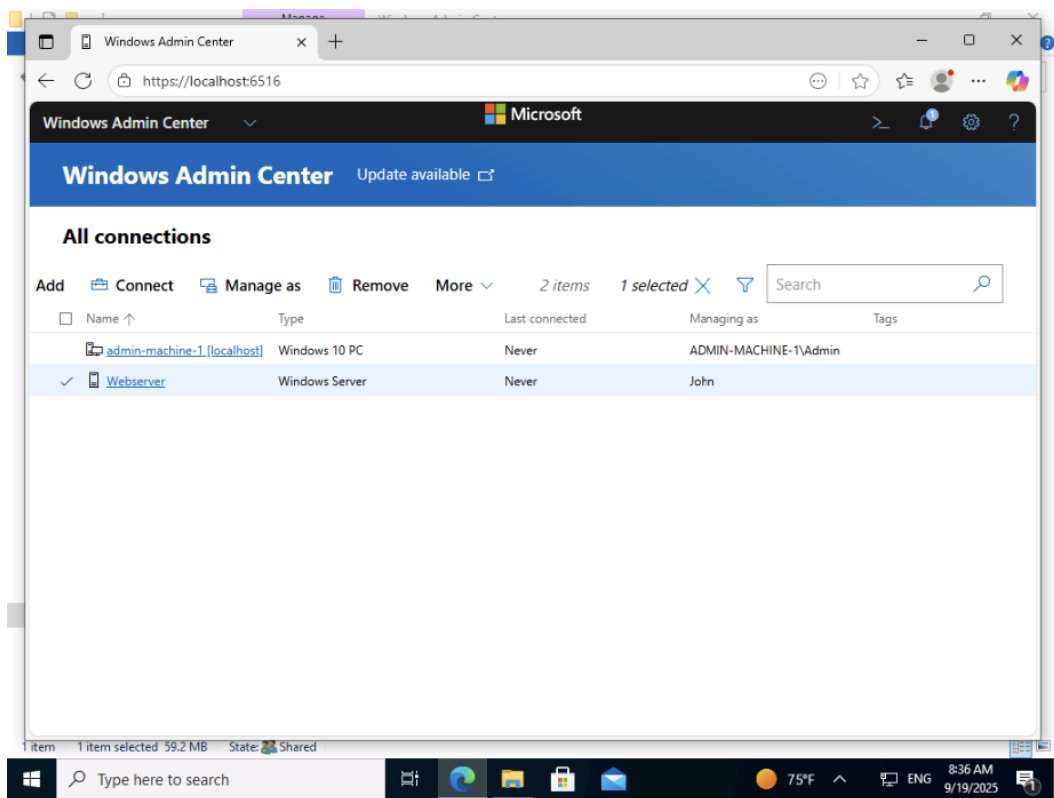 Manage
Windows Admin Center
https://localhost:6516
Windows Admin Center
Microsoft
1
Windows Admin Center Update available
All connections
Add Connect Manage as Remove More 2 items 1 selected Search
Name Type Last connected Managing as Tags
admin-machine-1 [localhost] Windows 10 PC Never ADMIN-MACHINE-1\Admin
Webserver Windows Server Never John
1 item 1 item selected 59.2 MB State: Shared
Type here to search 75°F ENG 8:36 AM
9/19/2025
1